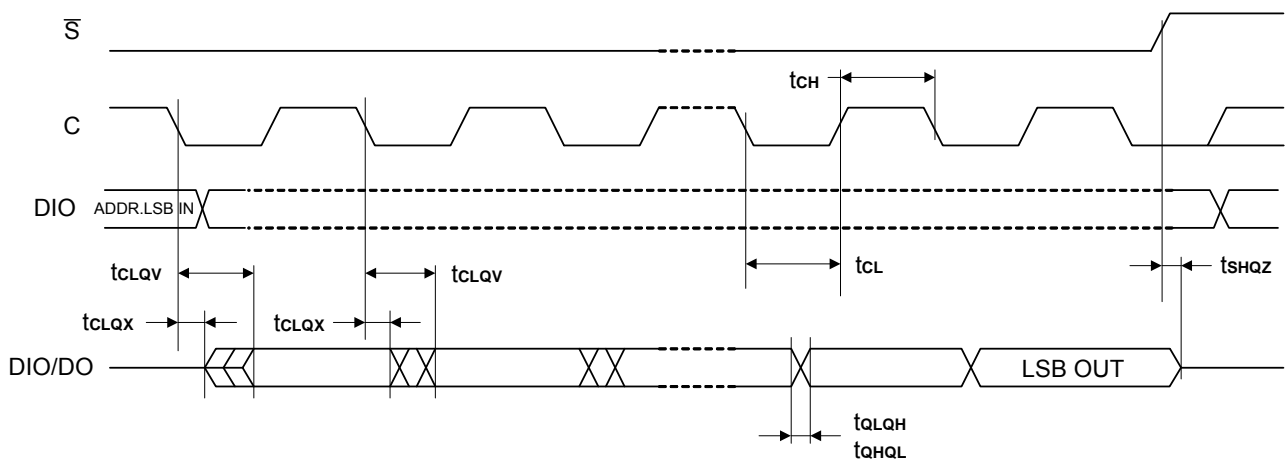 S̅
tCH
C
DIO
ADDR.LSB IN
tCLQV
tCLQV
tCL
tSHQZ
tCLQX
tCLQX
DIO/DO
LSB OUT
tQLQH
tQHQL